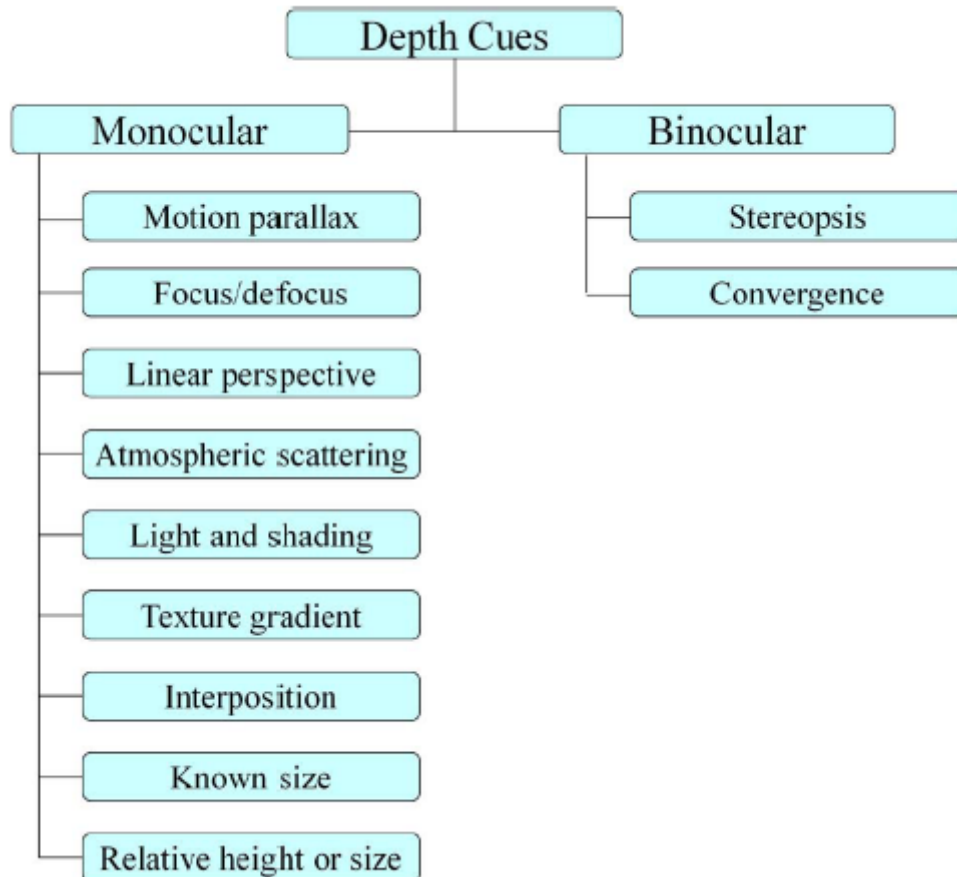 Depth Cues
Monocular
Binocular
Motion parallax
Focus/defocus
Linear perspective
Atmospheric scattering
Light and shading
Texture gradient
Interposition
Known size
Relative height or size
Stereopsis
Convergence